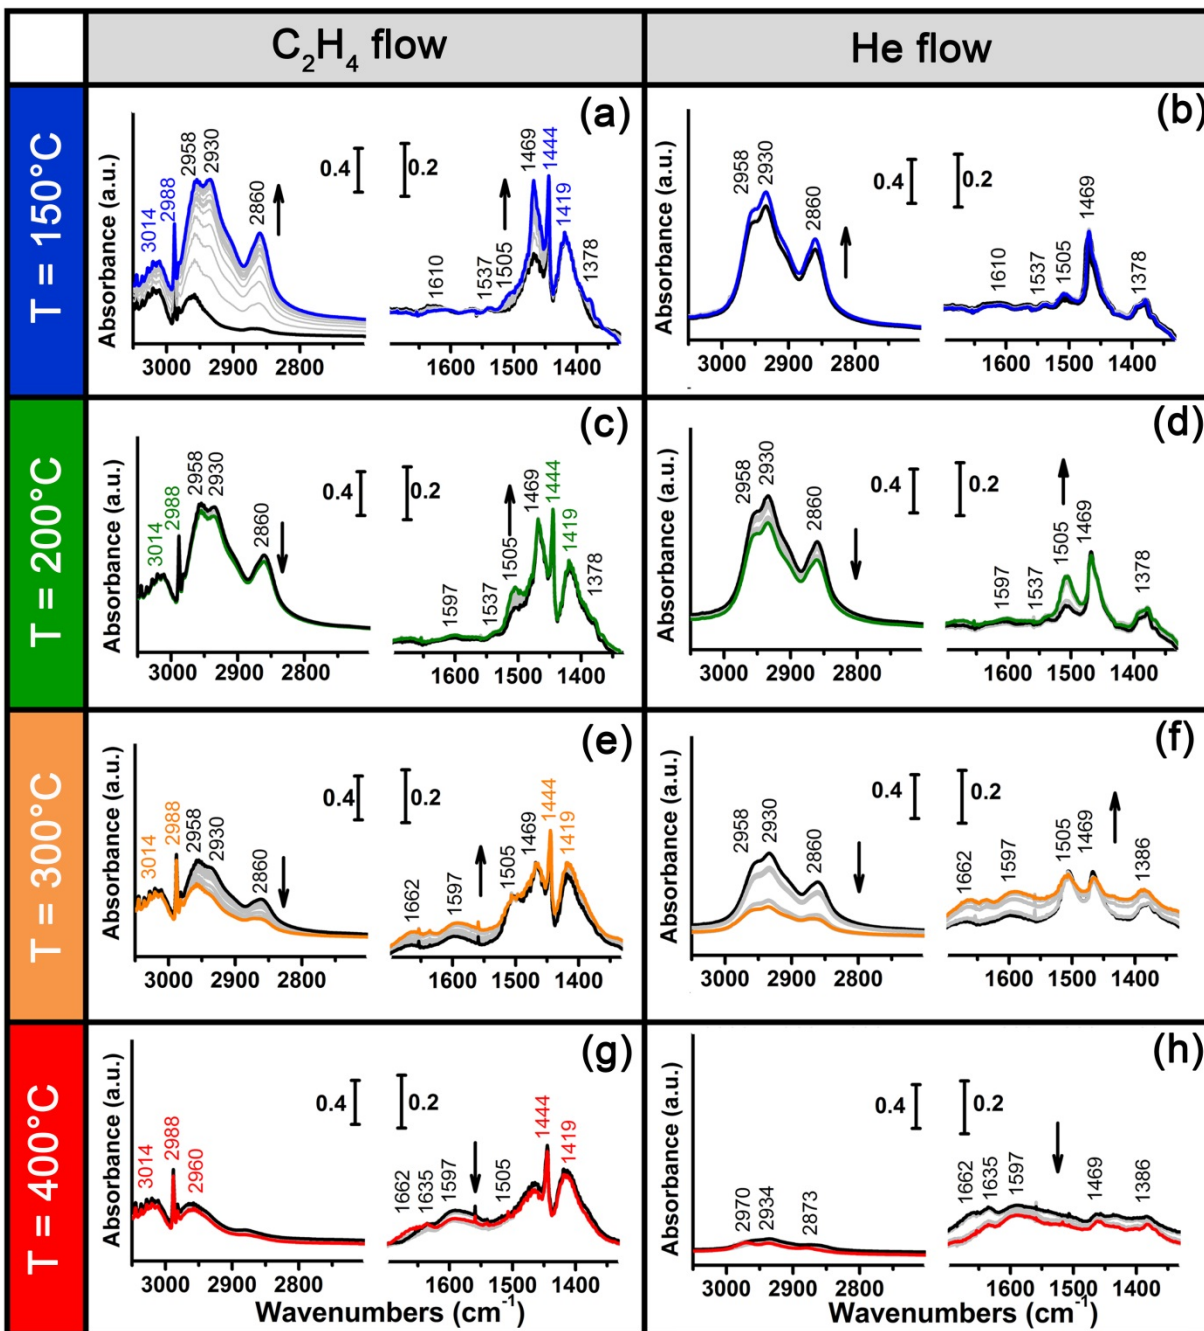 C₂H₄ flow
He flow
T = 150°C
(a)
Absorbance (a.u.)
3014
2988
2958
2930
2860
0.4
0.2
1610
1537
1505
1469
1444
1419
1378
3000 2900 2800
1600 1500 1400
(b)
Absorbance (a.u.)
2958
2930
2860
0.4
0.2
1610
1537
1505
1469
1378
3000 2900 2800
1600 1500 1400
T = 200°C
(c)
Absorbance (a.u.)
3014
2988
2958
2930
2860
0.4
0.2
1597
1537
1505
1469
1444
1419
1378
3000 2900 2800
1600 1500 1400
(d)
Absorbance (a.u.)
2958
2930
2860
0.4
0.2
1597
1537
1505
1469
1378
3000 2900 2800
1600 1500 1400
T = 300°C
(e)
Absorbance (a.u.)
3014
2988
2958
2930
2860
0.4
0.2
1662
1597
1505
1469
1444
1419
3000 2900 2800
1600 1500 1400
(f)
Absorbance (a.u.)
2958
2930
2860
0.4
0.2
1662
1597
1505
1469
1386
3000 2900 2800
1600 1500 1400
T = 400°C
(g)
Absorbance (a.u.)
3014
2988
2960
0.4
0.2
1662
1635
1597
1505
1444
1419
3000 2900 2800
1600 1500 1400
Wavenumbers (cm⁻¹)
(h)
Absorbance (a.u.)
2970
2934
2873
0.4
0.2
1662
1635
1597
1469
1386
3000 2900 2800
1600 1500 1400
Wavenumbers (cm⁻¹)